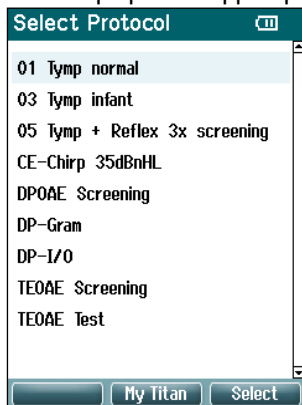 Select Protocol
01 Tymp normal
03 Tymp infant
05 Tymp + Reflex 3x screening
CE-Chirp 35dBnHL
DPOAE Screening
DP-Gram
DP-I/O
TEOAE Screening
TEOAE Test
My Titan Select